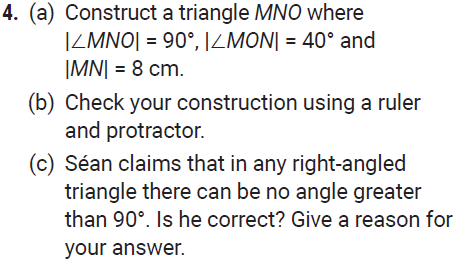 4. (a) Construct a triangle MNO where
|∠MNO| = 90°, |∠MON| = 40° and
|MN| = 8 cm.
(b) Check your construction using a ruler
and protractor.
(c) Séan claims that in any right-angled
triangle there can be no angle greater
than 90°. Is he correct? Give a reason for
your answer.